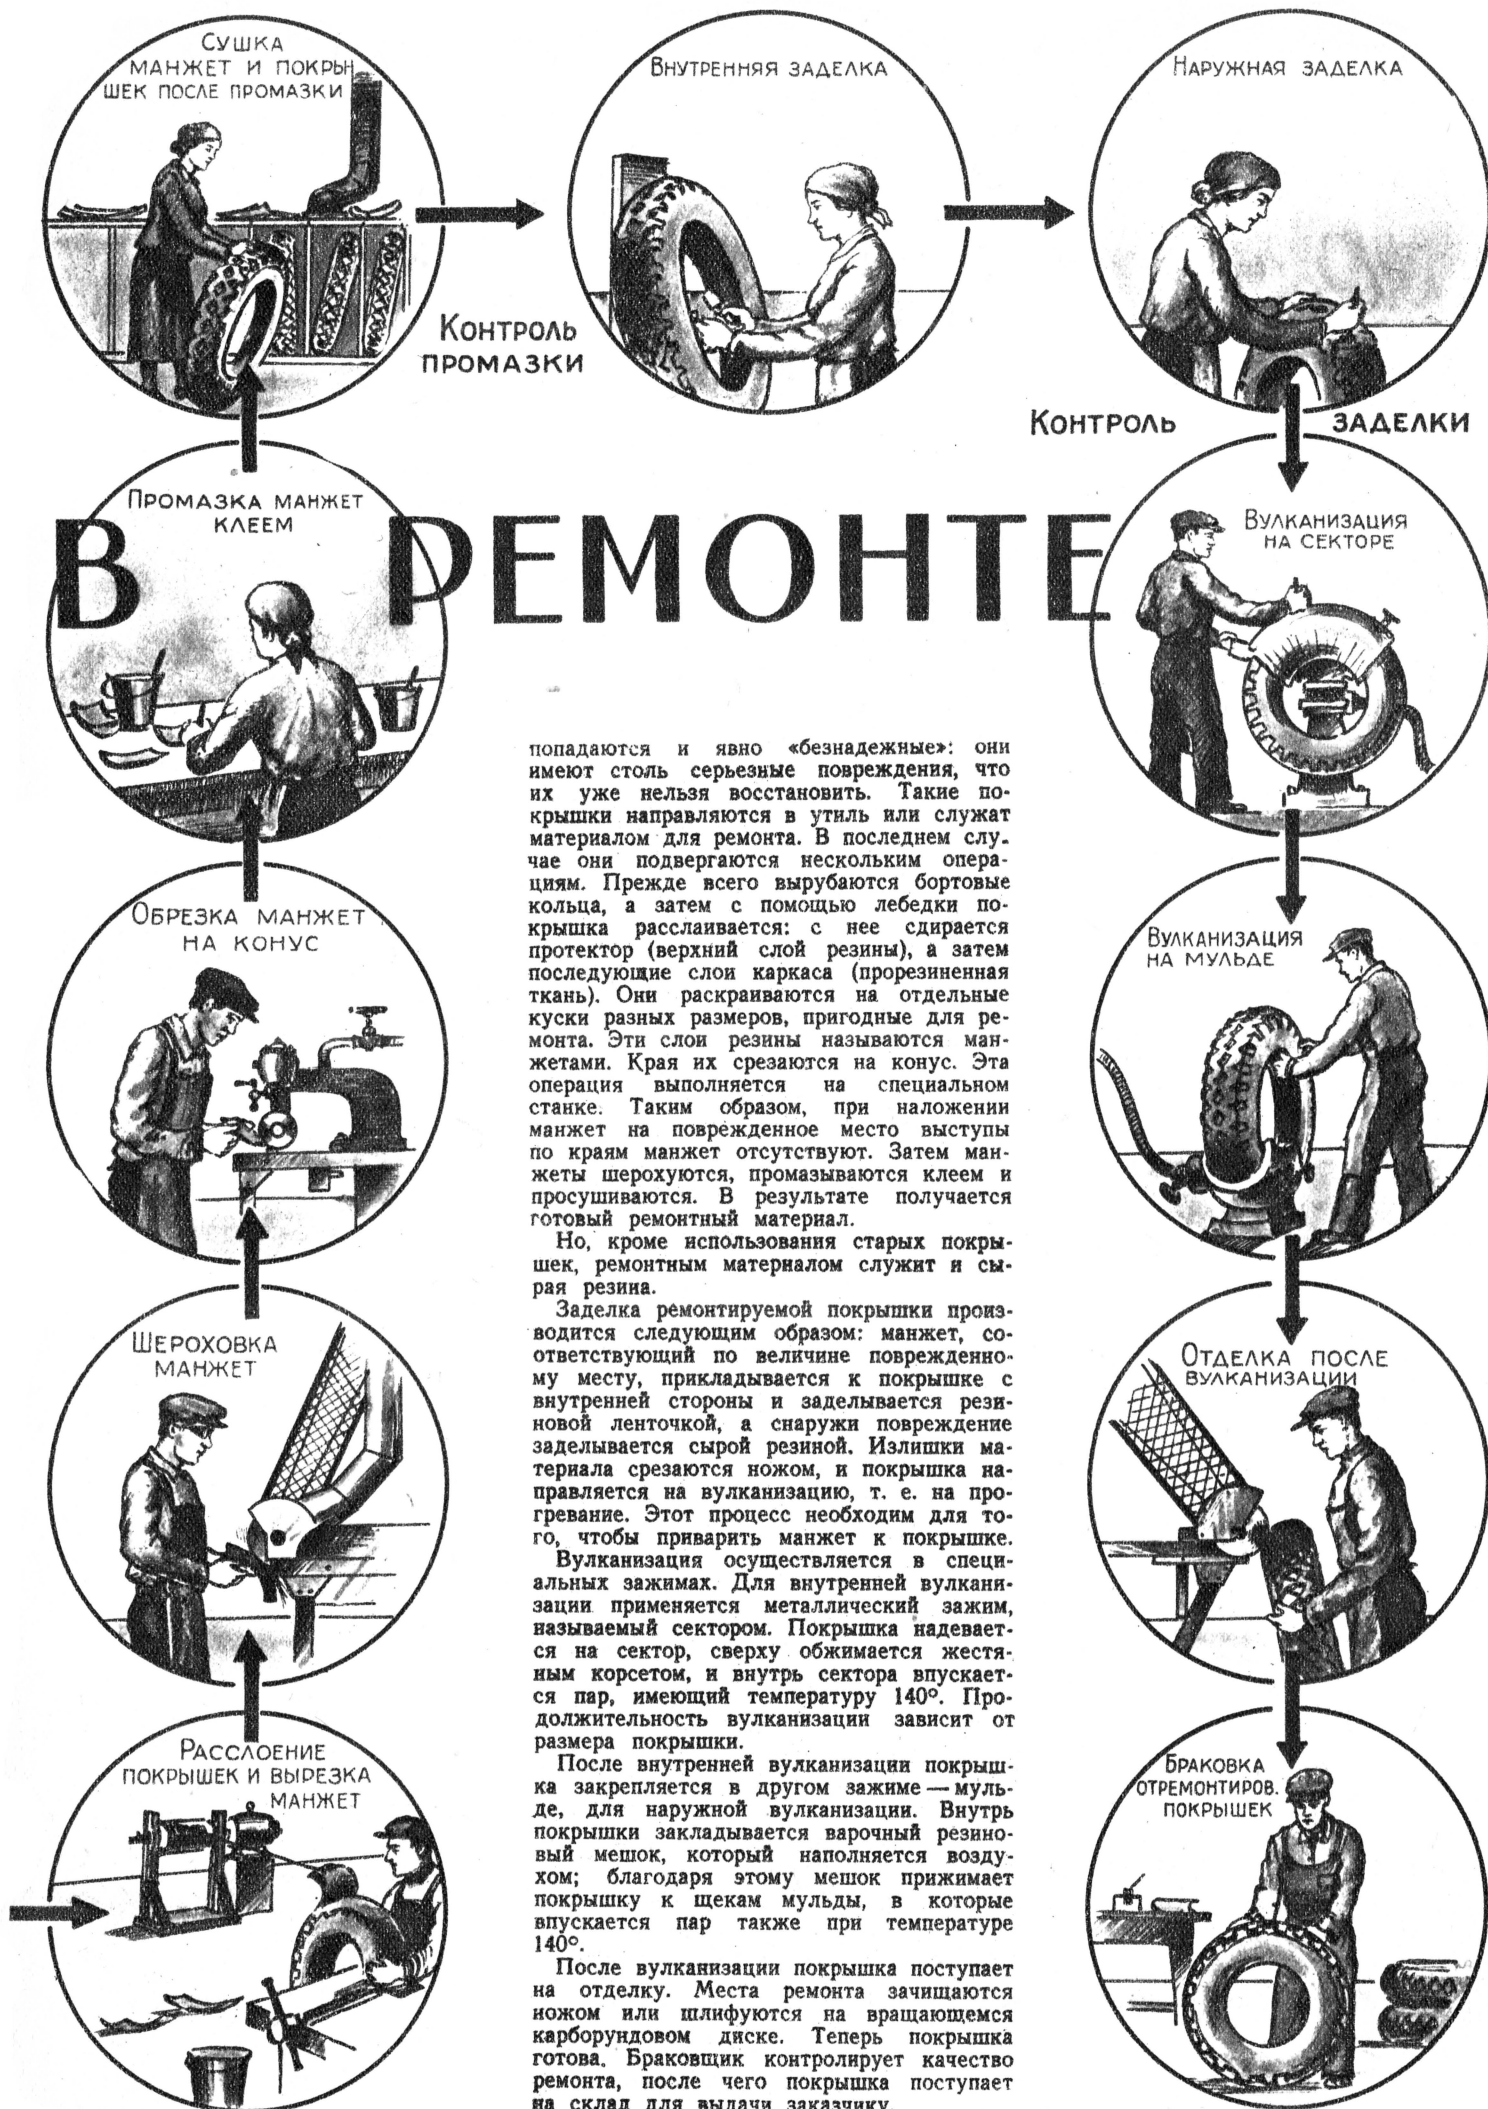 СУШКА
МАНЖЕТ И ПОКРЫ
ШЕК ПОСЛЕ ПРОМАЗКИ
ВНУТРЕННЯЯ ЗАДЕЛКА
НАРУЖНАЯ ЗАДЕЛКА
КОНТРОЛЬ
ПРОМАЗКИ
КОНТРОЛЬ ЗАДЕЛКИ
ПРОМАЗКА МАНЖЕТ
КЛЕЕМ
В РЕМОНТЕ
ВУЛКАНИЗАЦИЯ
НА СЕКТОРЕ
ОБРЕЗКА МАНЖЕТ
НА КОНУС
ШЕРОХОВКА
МАНЖЕТ
РАССЛОЕНИЕ
ПОКРЫШЕК И ВЫРЕЗКА
МАНЖЕТ
попадаются и явно «безнадежные»: они
имеют столь серьезные повреждения, что
их уже нельзя восстановить. Такие по-
крышки направляются в утиль или служат
материалом для ремонта. В последнем слу-
чае они подвергаются нескольким опера-
циям. Прежде всего вырубаются бортовые
кольца, а затем с помощью лебедки по-
крышка расслаивается: с нее сдирается
протектор (верхний слой резины), а затем
последующие слои каркаса (прорезиненная
ткань). Они раскраиваются на отдельные
куски разных размеров, пригодные для ре-
монта. Эти слои резины называются ман-
жетами. Края их срезаются на конус. Эта
операция выполняется на специальном
станке. Таким образом, при наложении
манжет на поврежденное место выступы
по краям манжет отсутствуют. Затем ман-
жеты шерохуются, промазываются клеем и
просушиваются. В результате получается
готовый ремонтный материал.
Но, кроме использования старых покры-
шек, ремонтным материалом служит и сы-
рая резина.
Заделка ремонтируемой покрышки произ-
водится следующим образом: манжет, со-
ответствующий по величине поврежденно-
му месту, прикладывается к покрышке с
внутренней стороны и заделывается рези-
новой ленточкой, а снаружи повреждение
заделывается сырой резиной. Излишки ма-
териала срезаются ножом, и покрышка на-
правляется на вулканизацию, т. е. на про-
гревание. Этот процесс необходим для то-
го, чтобы приварить манжет к покрышке.
Вулканизация осуществляется в специ-
альных зажимах. Для внутренней вулкани-
зации применяется металлический зажим,
называемый сектором. Покрышка надевает-
ся на сектор, сверху обжимается жестя-
ным корсетом, и внутрь сектора впускает-
ся пар, имеющий температуру 140°. Про-
должительность вулканизации зависит от
размера покрышки.
После внутренней вулканизации покрыш-
ка закрепляется в другом зажиме — муль-
де, для наружной вулканизации. Внутрь
покрышки закладывается варочный резино-
вый мешок, который наполняется возду-
хом; благодаря этому мешок прижимает
покрышку к щекам мульды, в которые
впускается пар также при температуре
140°.
После вулканизации покрышка поступает
на отделку. Места ремонта зачищаются
ножом или шлифуются на вращающемся
карборундовом диске. Теперь покрышка
готова. Браковщик контролирует качество
ремонта, после чего покрышка поступает
на склад для выдачи заказчику.
ВУЛКАНИЗАЦИЯ
НА МУЛЬДЕ
ОТДЕЛКА ПОСЛЕ
ВУЛКАНИЗАЦИИ
БРАКОВКА
ОТРЕМОНТИРОВ.
ПОКРЫШЕК